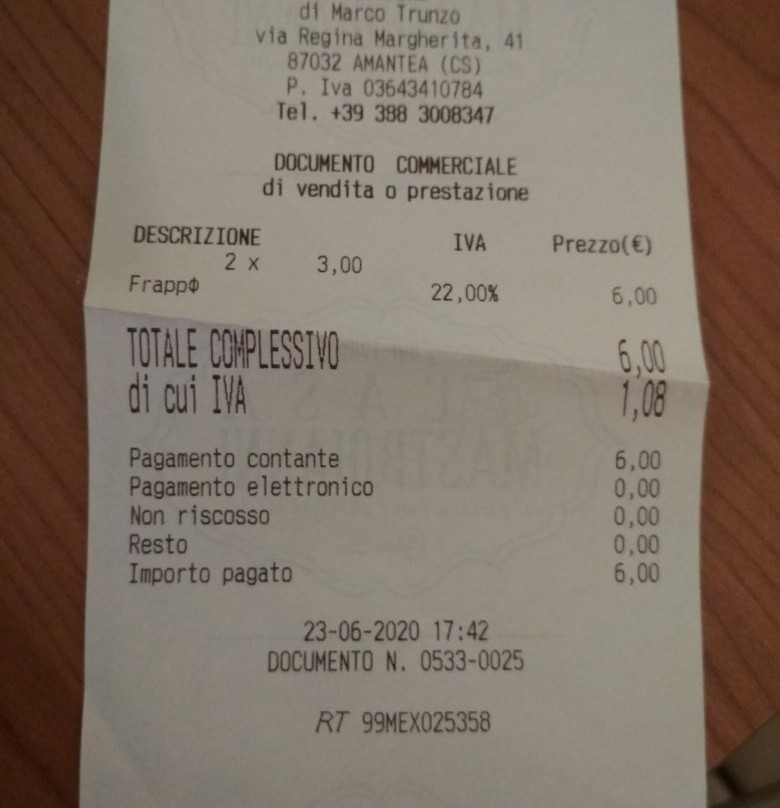 di Marco Trunzo
via Regina Margherita, 41
87032 AMANTEA (CS)
P. Iva 03643410784
Tel. +39 388 3008347
DOCUMENTO COMMERCIALE
di vendita o prestazione
DESCRIZIONE IVA Prezzo(€)
2 x 3,00
FrappΦ 22,00% 6,00
TOTALE COMPLESSIVO 6,00
di cui IVA 1,08
Pagamento contante 6,00
Pagamento elettronico 0,00
Non riscosso 0,00
Resto 0,00
Importo pagato 6,00
23-06-2020 17:42
DOCUMENTO N. 0533-0025
RT 99MEX025358